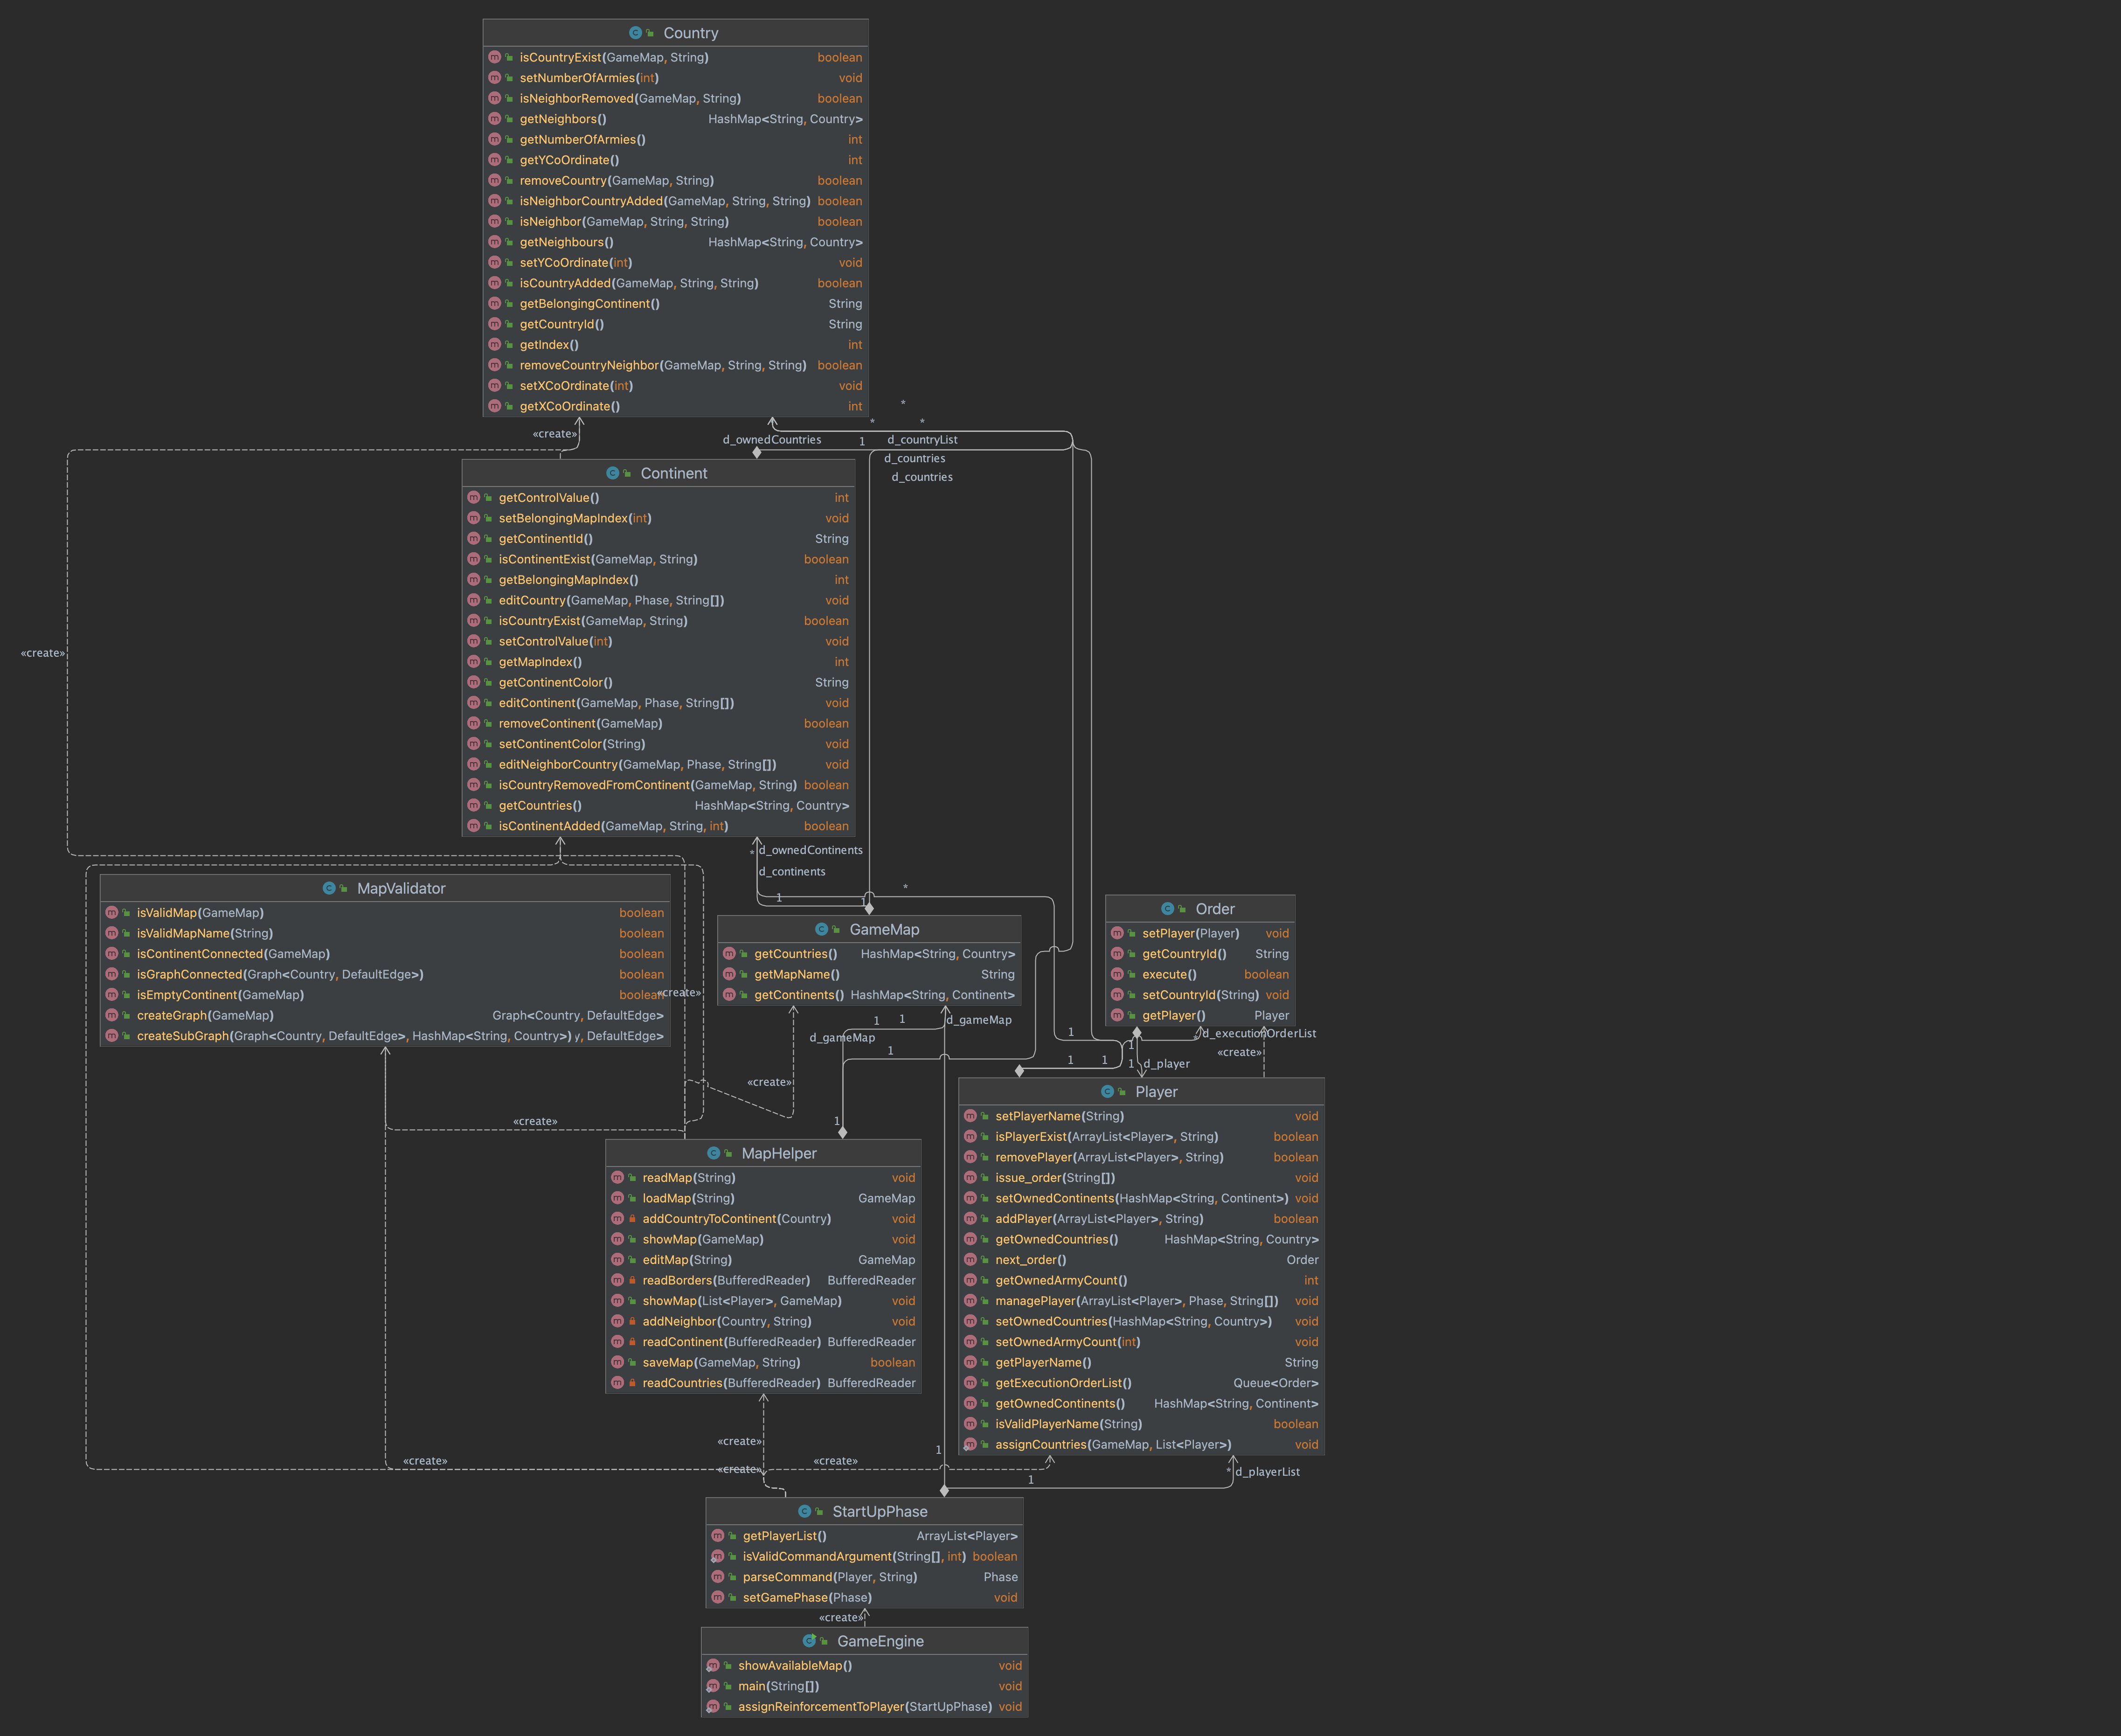 Country
isCountryExist(GameMap, String) boolean
setNumberOfArmies(int) void
isNeighborRemoved(GameMap, String) boolean
getNeighbors() HashMap<String, Country>
getNumberOfArmies() int
getYCoOrdinate() int
removeCountry(GameMap, String) boolean
isNeighborCountryAdded(GameMap, String, String) boolean
isNeighbor(GameMap, String, String) boolean
getNeighbours() HashMap<String, Country>
setYCoOrdinate(int) void
isCountryAdded(GameMap, String, String) boolean
getBelongingContinent() String
getCountryId() String
getIndex() int
removeCountryNeighbor(GameMap, String, String) boolean
setXCoOrdinate(int) void
getXCoOrdinate() int
*
* *
«create»
d_ownedCountries 1 d_countryList
d_countries
d_countries
Continent
getControlValue() int
setBelongingMapIndex(int) void
getContinentId() String
isContinentExist(GameMap, String) boolean
getBelongingMapIndex() int
editCountry(GameMap, Phase, String[]) void
isCountryExist(GameMap, String) boolean
setControlValue(int) void
getMapIndex() int
getContinentColor() String
editContinent(GameMap, Phase, String[]) void
removeContinent(GameMap) boolean
setContinentColor(String) void
editNeighborCountry(GameMap, Phase, String[]) void
isCountryRemovedFromContinent(GameMap, String) boolean
getCountries() HashMap<String, Country>
isContinentAdded(GameMap, String, int) boolean
«create»
* d_ownedContinents
d_continents
*
1 1
MapValidator
isValidMap(GameMap) boolean
isValidMapName(String) boolean
isContinentConnected(GameMap) boolean
isGraphConnected(Graph<Country, DefaultEdge>) boolean
isEmptyContinent(GameMap) boolean
createGraph(GameMap) Graph<Country, DefaultEdge>
createSubGraph(Graph<Country, DefaultEdge>, HashMap<String, Country>) y, DefaultEdge>
«create»
GameMap
getCountries() HashMap<String, Country>
getMapName() String
getContinents() HashMap<String, Continent>
Order
setPlayer(Player) void
getCountryId() String
execute() boolean
setCountryId(String) void
getPlayer() Player
1 1 d_gameMap
d_gameMap
1
1 d_executionOrderList
1
«create»
1 1 1 d_player
«create»
«create»
1
Player
setPlayerName(String) void
isPlayerExist(ArrayList<Player>, String) boolean
removePlayer(ArrayList<Player>, String) boolean
issue_order(String[]) void
setOwnedContinents(HashMap<String, Continent>) void
addPlayer(ArrayList<Player>, String) boolean
getOwnedCountries() HashMap<String, Country>
next_order() Order
getOwnedArmyCount() int
managePlayer(ArrayList<Player>, Phase, String[]) void
setOwnedCountries(HashMap<String, Country>) void
setOwnedArmyCount(int) void
getPlayerName() String
getExecutionOrderList() Queue<Order>
getOwnedContinents() HashMap<String, Continent>
isValidPlayerName(String) boolean
assignCountries(GameMap, List<Player>) void
MapHelper
readMap(String) void
loadMap(String) GameMap
addCountryToContinent(Country) void
showMap(GameMap) void
editMap(String) GameMap
readBorders(BufferedReader) BufferedReader
showMap(List<Player>, GameMap) void
addNeighbor(Country, String) void
readContinent(BufferedReader) BufferedReader
saveMap(GameMap, String) boolean
readCountries(BufferedReader) BufferedReader
«create»
1
«create» «create»
«create»
* d_playerList
1
StartUpPhase
getPlayerList() ArrayList<Player>
isValidCommandArgument(String[], int) boolean
parseCommand(Player, String) Phase
setGamePhase(Phase) void
«create»
GameEngine
showAvailableMap() void
main(String[]) void
assignReinforcementToPlayer(StartUpPhase) void